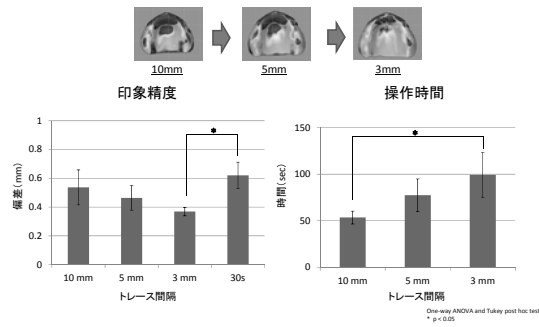 10mm
5mm
3mm
印象精度
操作時間
偏差(mm)
1
0.8
0.6
0.4
0.2
0
*
10 mm
5 mm
3 mm
30s
トレース間隔
時間(sec)
150
100
50
0
*
10 mm
5 mm
3 mm
トレース間隔
One-way ANOVA and Tukey post hoc test
* p < 0.05